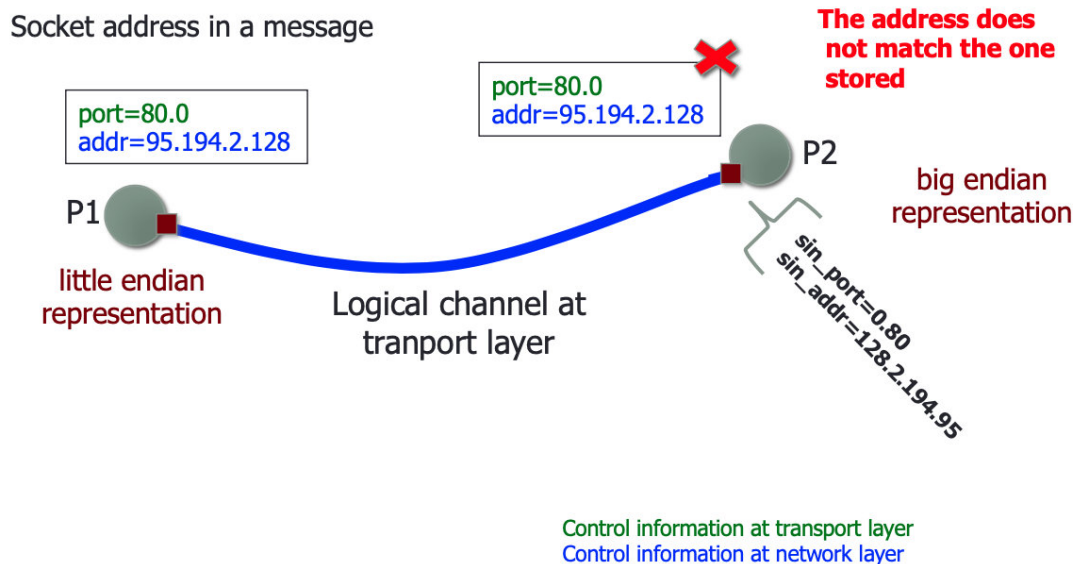 Socket address in a message
The address does
not match the one
stored
port=80.0
addr=95.194.2.128
port=80.0
addr=95.194.2.128
P1
P2
big endian
representation
little endian
representation
Logical channel at
tranport layer
sin_port=0.80
sin_addr=128.2.194.95
Control information at transport layer
Control information at network layer